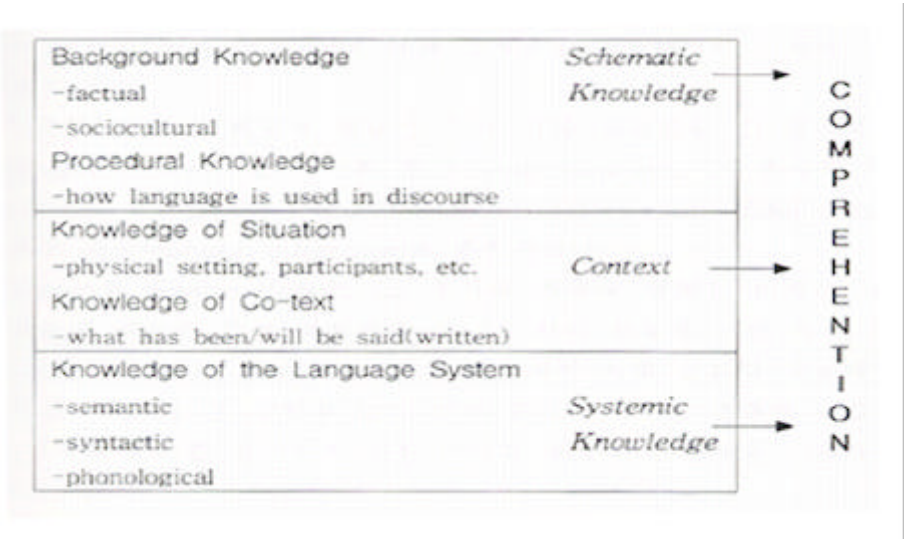 Background Knowledge Schematic
-factual Knowledge
-sociocultural
Procedural Knowledge
-how language is used in discourse
Knowledge of Situation
-physical setting, participants, etc. Context
Knowledge of Co-text
-what has been/will be said(written)
Knowledge of the Language System
-semantic Systemic
-syntactic Knowledge
-phonological
COMPREHENTION